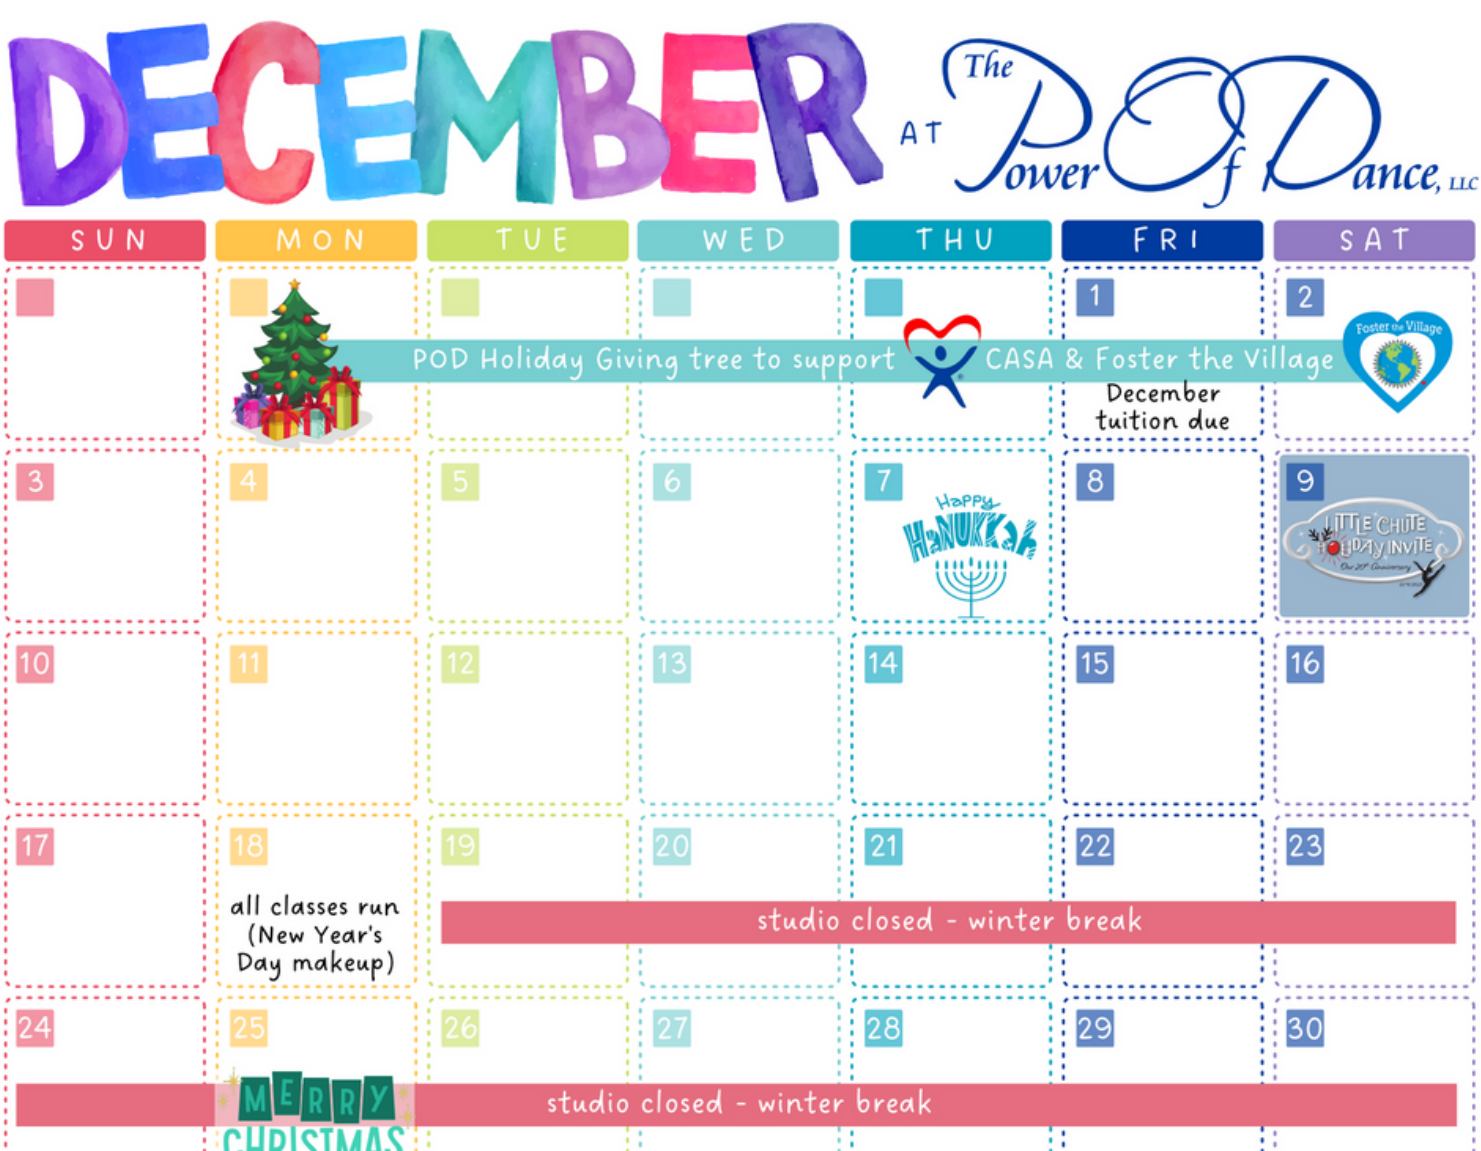 DECEMBER
AT
The
Power Of Dance, LLC
SUN MON TUE WED THU FRI SAT
1 2
Foster the Village
POD Holiday Giving tree to support CASA & Foster the Village
December
tuition due
3 4 5 6 7 8 9
Happy
HANUKKah
LITTLE CHUTE
HOLIDAY INVITE
Our 20th Anniversary
10 11 12 13 14 15 16
17 18 19 20 21 22 23
all classes run
(New Year's
Day makeup)
studio closed - winter break
24 25 26 27 28 29 30
MERRY
CHRISTMAS
studio closed - winter break